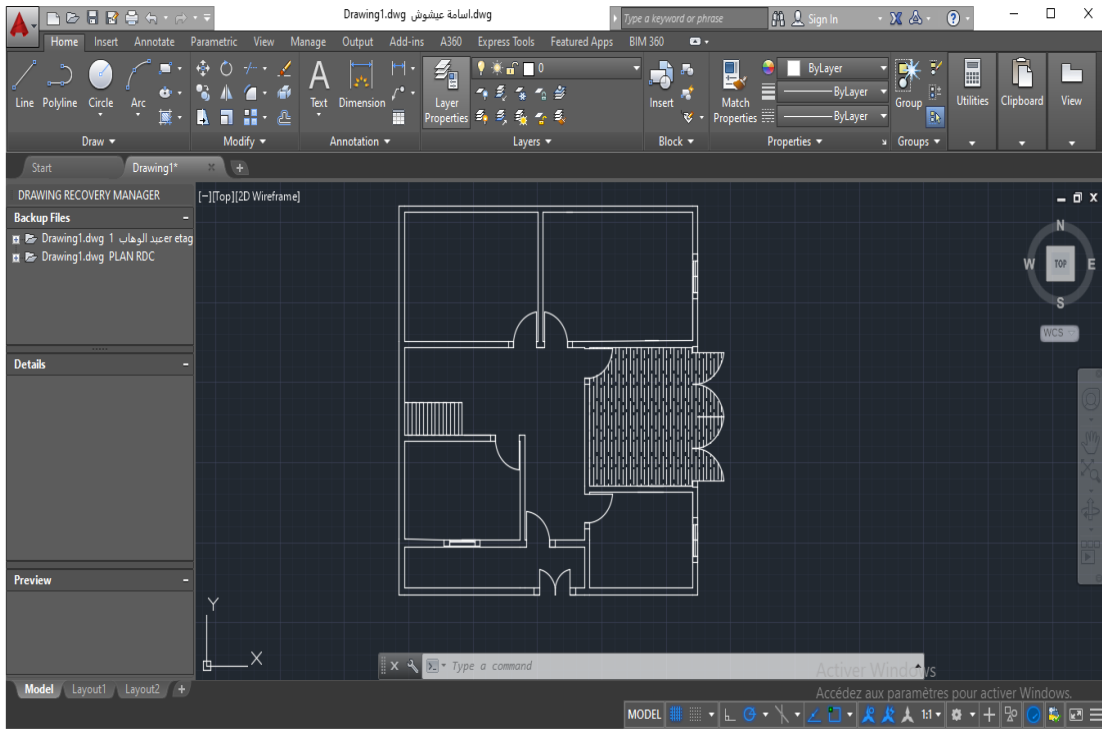 Drawing1.dwg اسامة عيشوش.dwg
Type a keyword or phrase
Sign In
Home Insert Annotate Parametric View Manage Output Add-ins A360 Express Tools Featured Apps BIM 360
Line Polyline Circle Arc
Text Dimension
Layer Properties
0
Insert
Match Properties
ByLayer
ByLayer
ByLayer
Group
Utilities
Clipboard
View
Draw Modify Annotation Layers Block Properties Groups
Start Drawing1* +
DRAWING RECOVERY MANAGER
Backup Files
Drawing1.dwg 1 عبد الوهابer etag
Drawing1.dwg PLAN RDC
Details
Preview
[−][Top][2D Wireframe]
N
W TOP E
S
WCS
Y
X
Type a command
Activer Windows
Accédez aux paramètres pour activer Windows.
Model Layout1 Layout2 +
MODEL 1:1